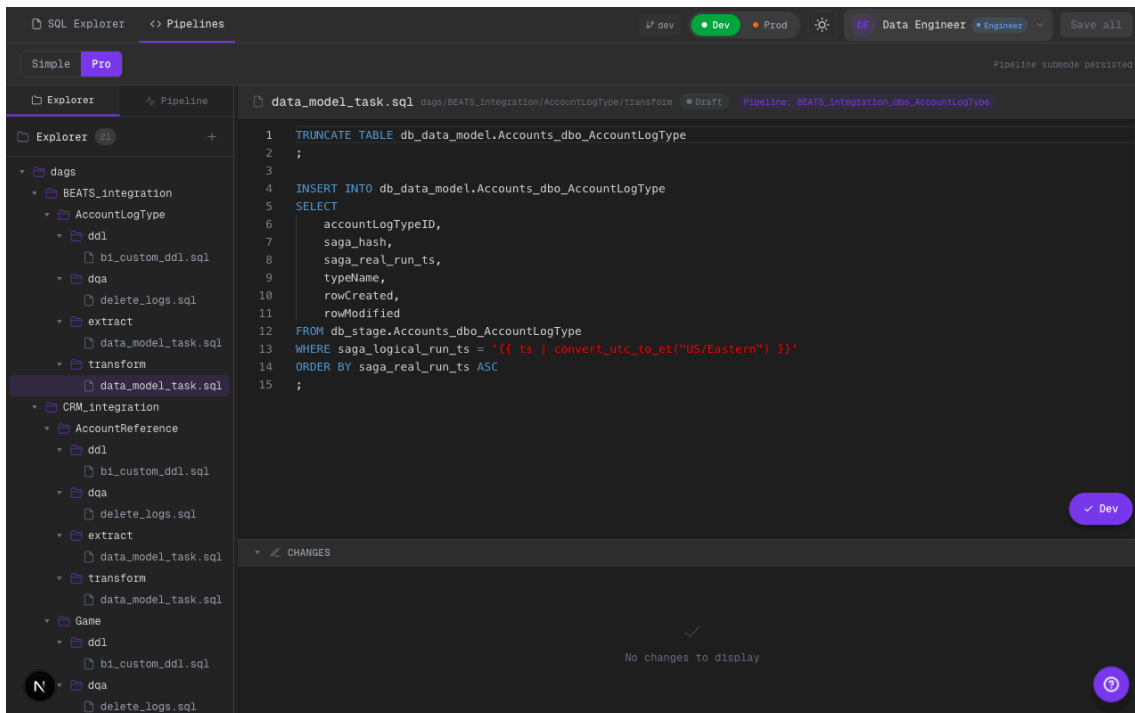 SQL Explorer <> Pipelines dev Dev Prod DE Data Engineer Engineer Save all
Simple Pro Pipeline submode persisted
Explorer Pipeline
data_model_task.sql dags/BEATS_integration/AccountLogType/transform Draft Pipeline: BEATS_integration_dbo_AccountLogType
Explorer 21 +
dags
BEATS_integration
AccountLogType
ddl
bi_custom_ddl.sql
dqa
delete_logs.sql
extract
data_model_task.sql
transform
data_model_task.sql
CRM_integration
AccountReference
ddl
bi_custom_ddl.sql
dqa
delete_logs.sql
extract
data_model_task.sql
transform
data_model_task.sql
Game
ddl
bi_custom_ddl.sql
N dqa
delete_logs.sql
1 TRUNCATE TABLE db_data_model.Accounts_dbo_AccountLogType
2 ;
3
4 INSERT INTO db_data_model.Accounts_dbo_AccountLogType
5 SELECT
6 accountLogTypeID,
7 saga_hash,
8 saga_real_run_ts,
9 typeName,
10 rowCreated,
11 rowModified
12 FROM db_stage.Accounts_dbo_AccountLogType
13 WHERE saga_logical_run_ts = '{{ ts | convert_utc_to_et("US/Eastern") }}'
14 ORDER BY saga_real_run_ts ASC
15 ;
Dev
CHANGES
No changes to display
?